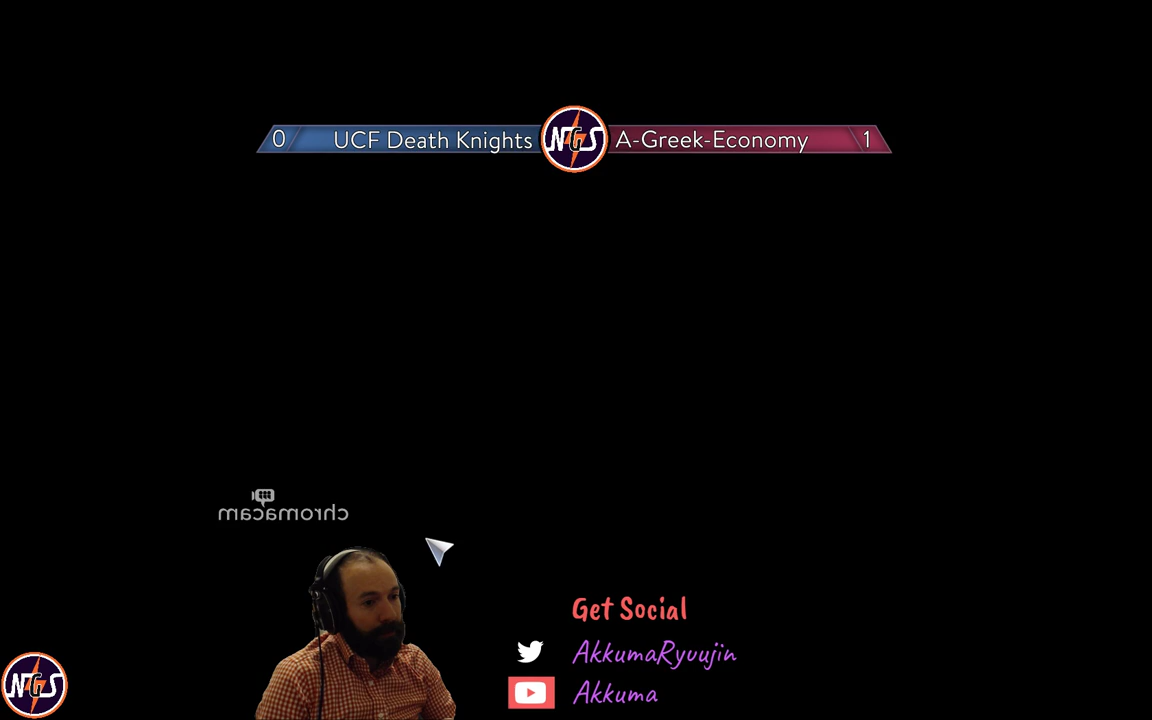 0 UCF Death Knights NGS A-Greek-Economy 1
chromacam
Get Social
AkkumaRyuujin
Akkuma
NGS